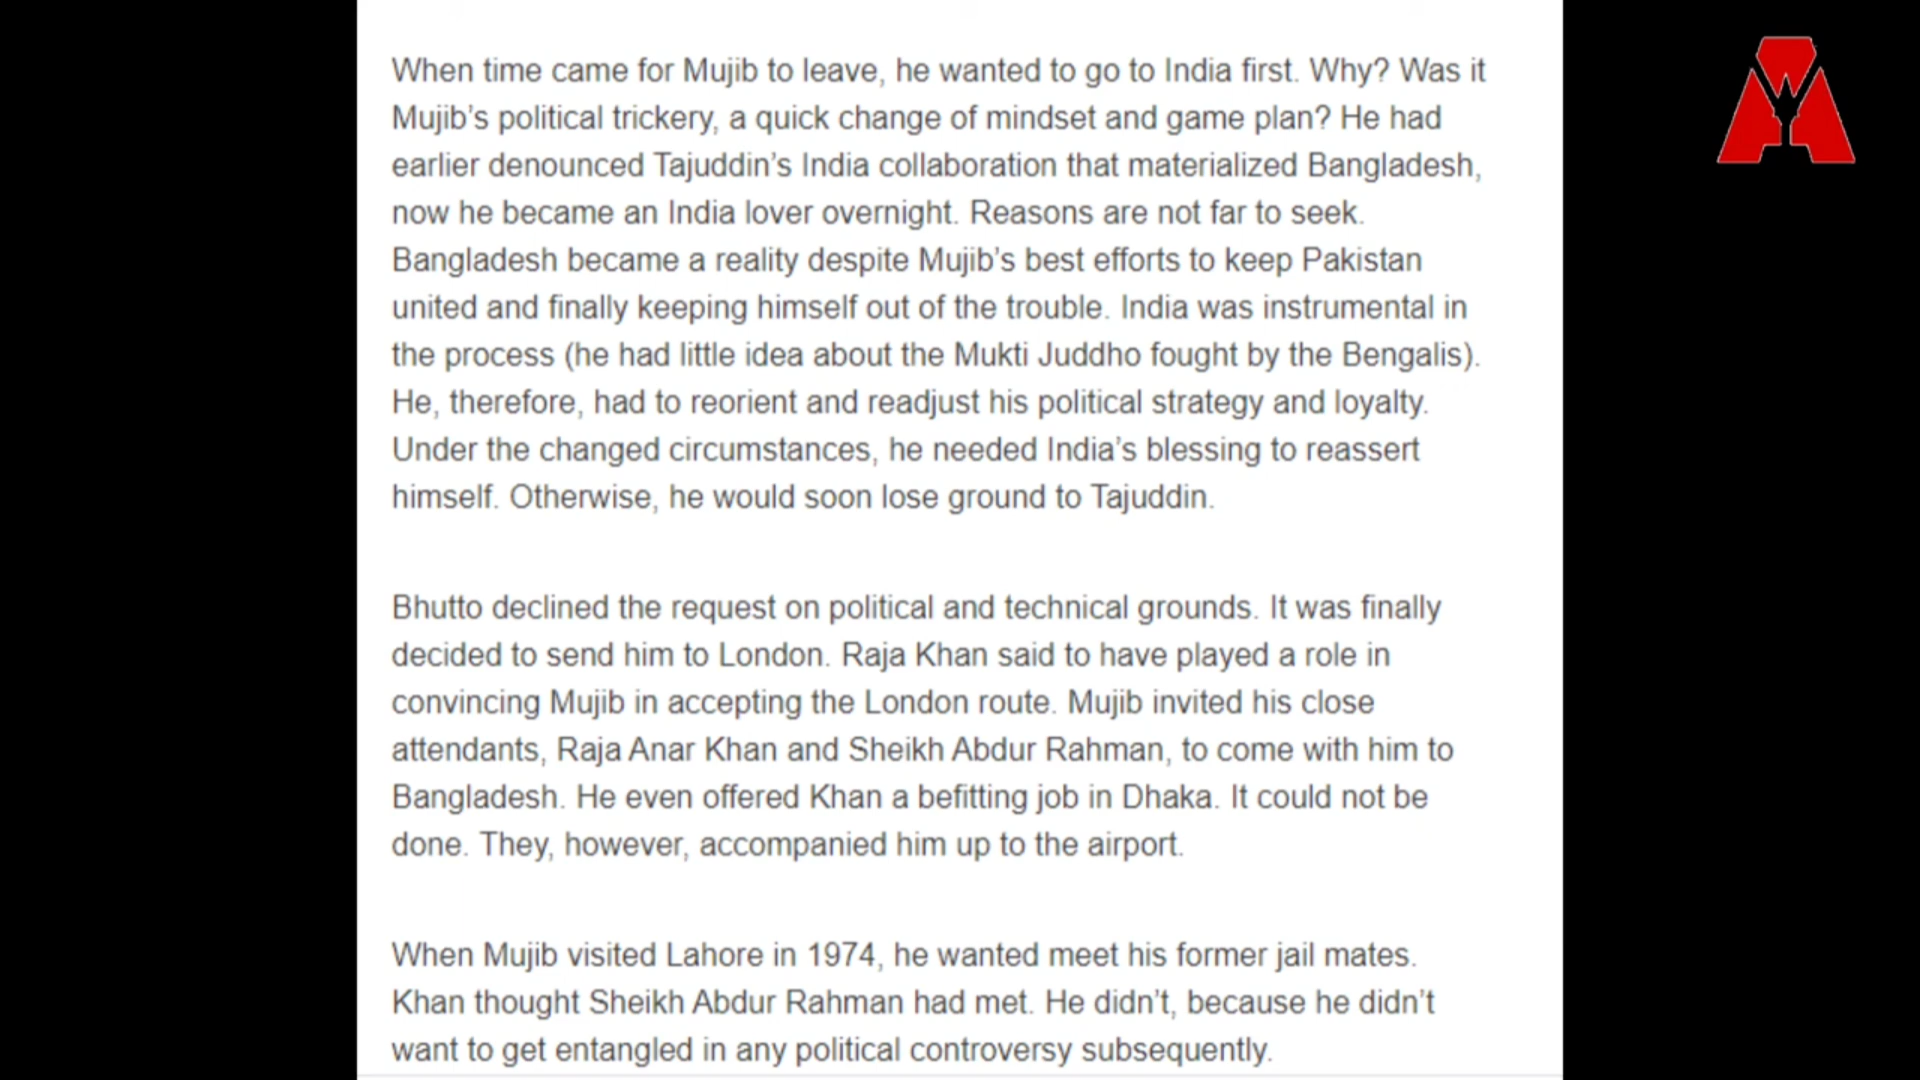 When time came for Mujib to leave, he wanted to go to India first. Why? Was it
Mujib’s political trickery, a quick change of mindset and game plan? He had
earlier denounced Tajuddin’s India collaboration that materialized Bangladesh,
now he became an India lover overnight. Reasons are not far to seek.
Bangladesh became a reality despite Mujib’s best efforts to keep Pakistan
united and finally keeping himself out of the trouble. India was instrumental in
the process (he had little idea about the Mukti Juddho fought by the Bengalis).
He, therefore, had to reorient and readjust his political strategy and loyalty.
Under the changed circumstances, he needed India’s blessing to reassert
himself. Otherwise, he would soon lose ground to Tajuddin.
Bhutto declined the request on political and technical grounds. It was finally
decided to send him to London. Raja Khan said to have played a role in
convincing Mujib in accepting the London route. Mujib invited his close
attendants, Raja Anar Khan and Sheikh Abdur Rahman, to come with him to
Bangladesh. He even offered Khan a befitting job in Dhaka. It could not be
done. They, however, accompanied him up to the airport.
When Mujib visited Lahore in 1974, he wanted meet his former jail mates.
Khan thought Sheikh Abdur Rahman had met. He didn’t, because he didn’t
want to get entangled in any political controversy subsequently.